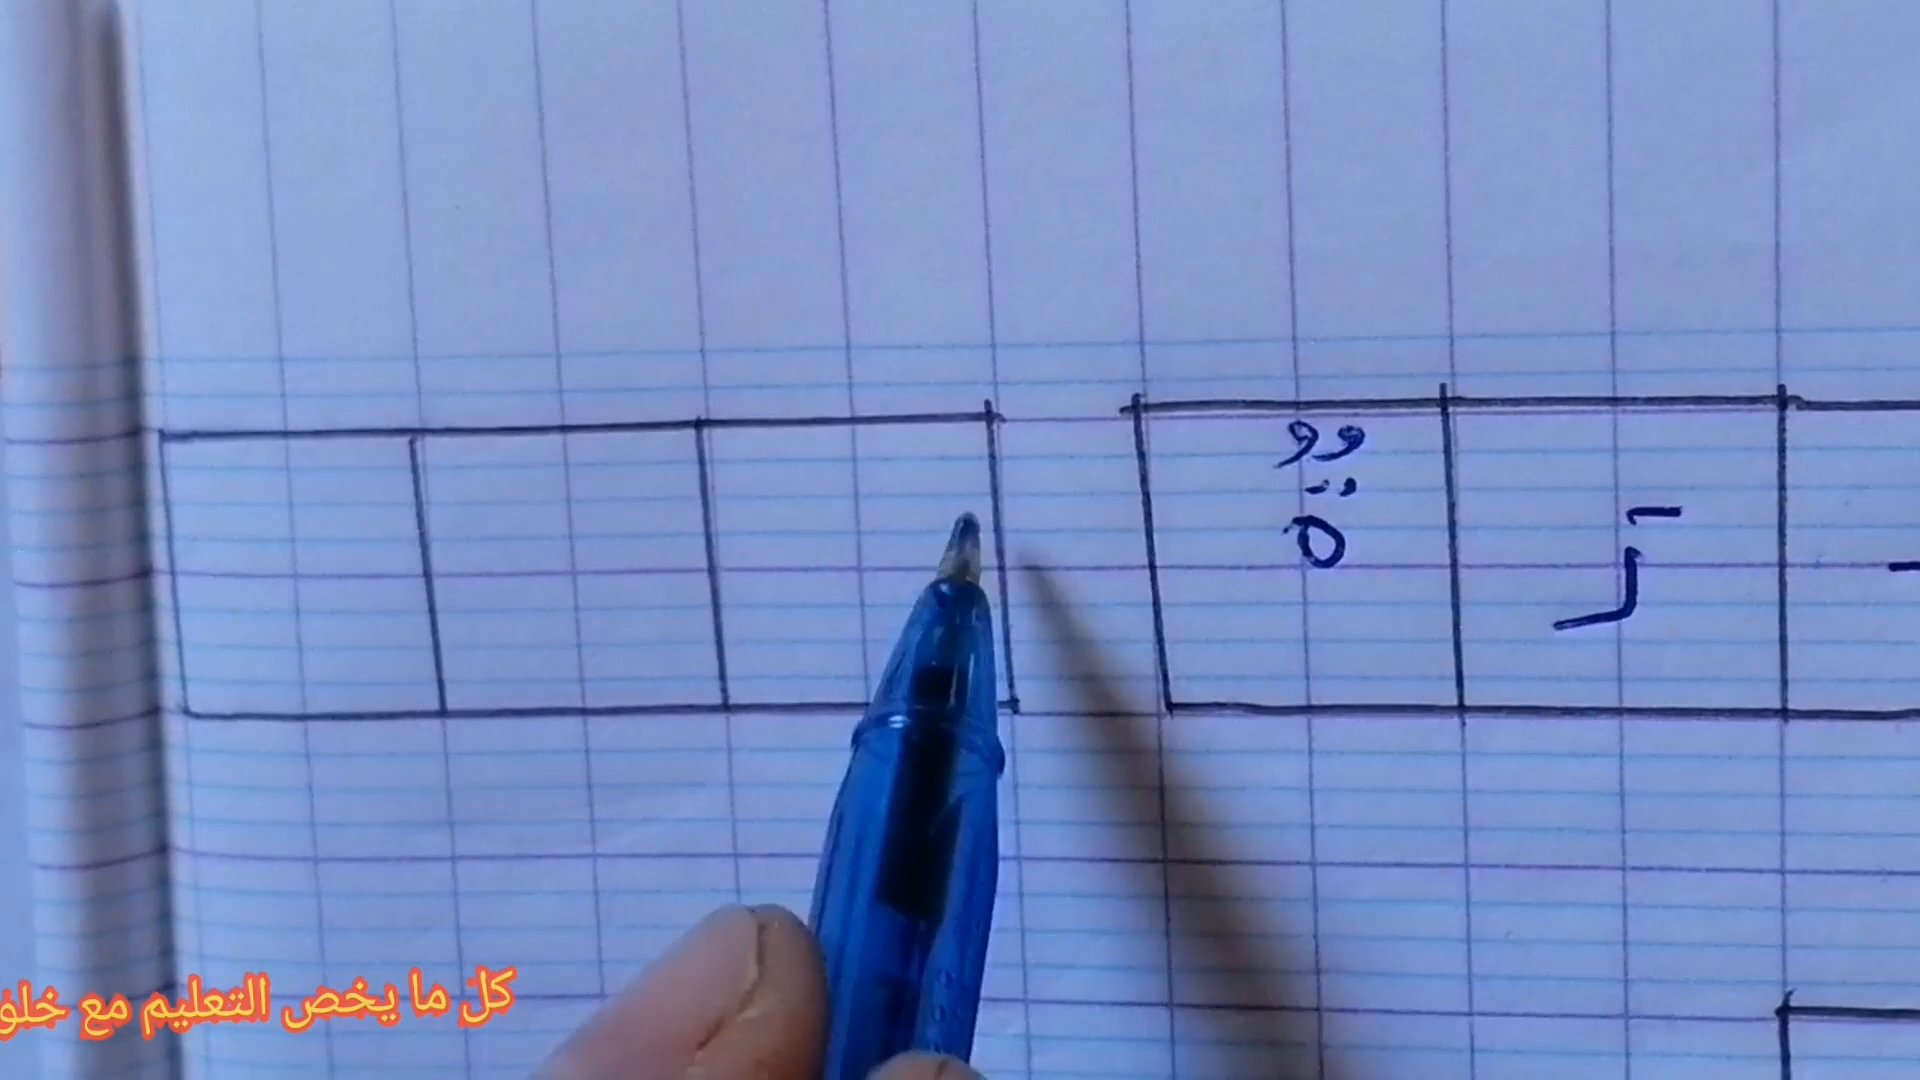 رَ ةٌ
كل ما يخص التعليم مع خلو